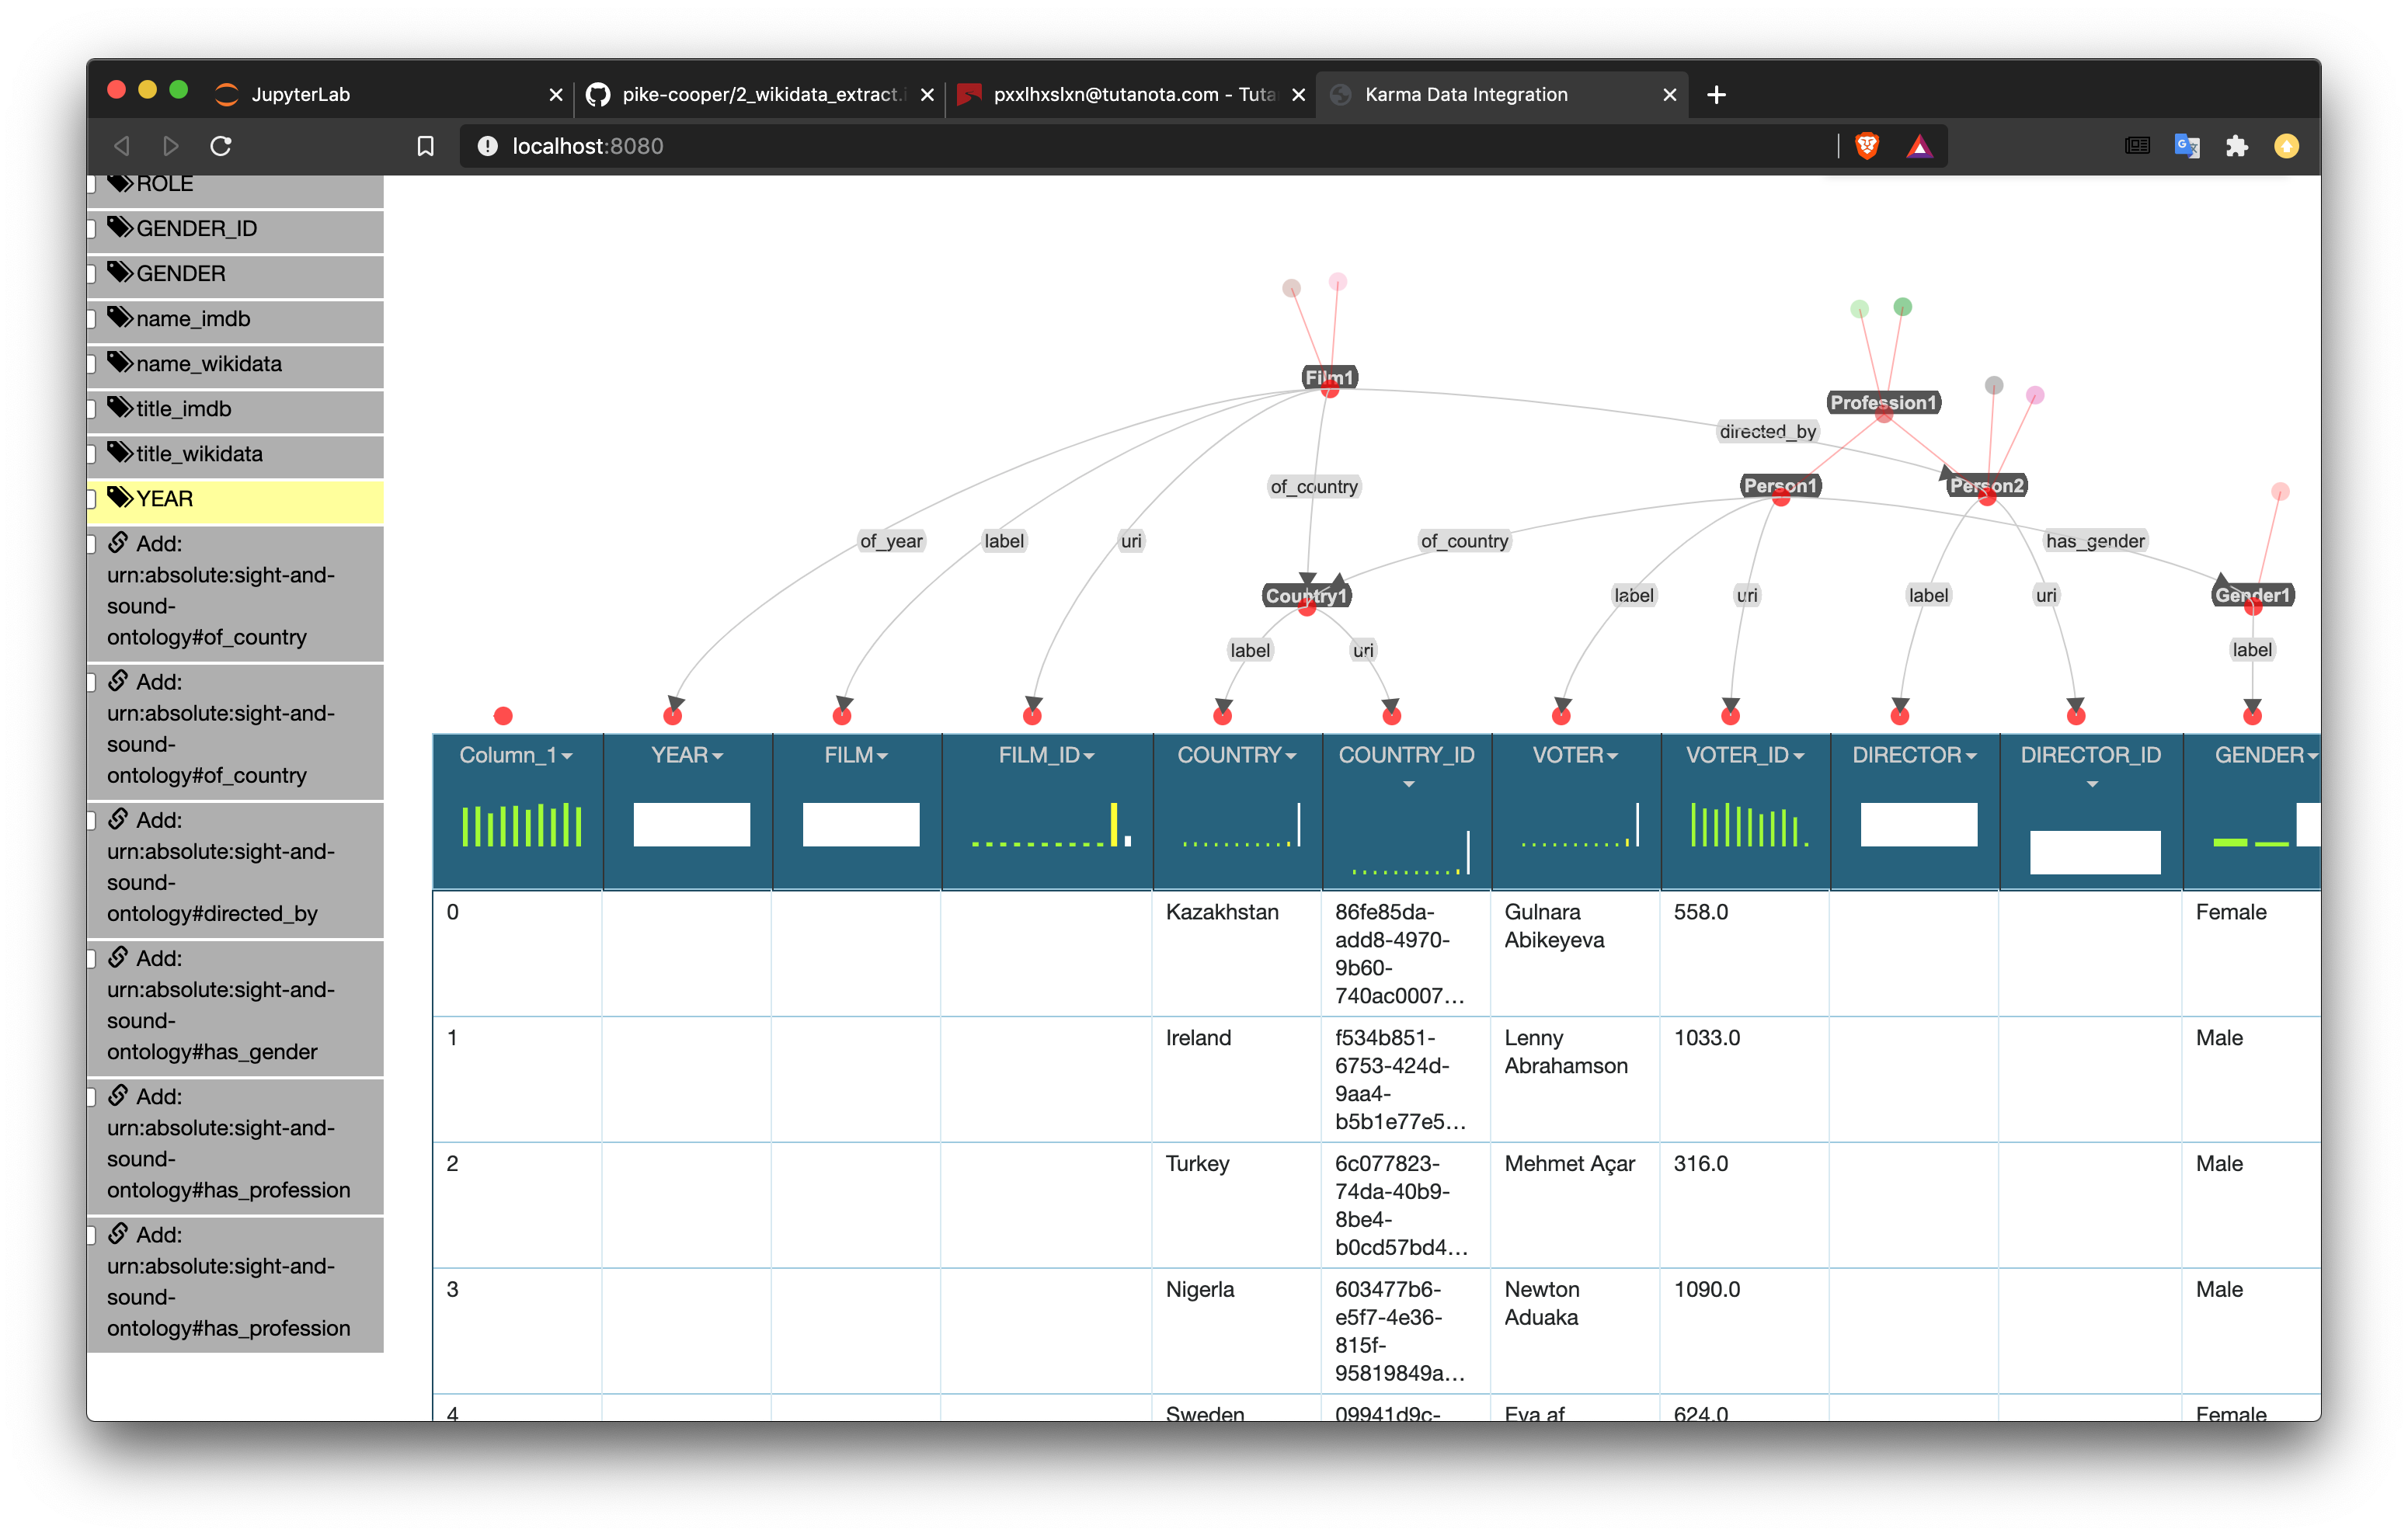 JupyterLab
pike-cooper/2_wikidata_extract.i
pxxlhxslxn@tutanota.com - Tuta
Karma Data Integration
localhost:8080
ROLE
GENDER_ID
GENDER
name_imdb
name_wikidata
title_imdb
title_wikidata
YEAR
Add:
urn:absolute:sight-and-
sound-
ontology#of_country
Add:
urn:absolute:sight-and-
sound-
ontology#of_country
Add:
urn:absolute:sight-and-
sound-
ontology#directed_by
Add:
urn:absolute:sight-and-
sound-
ontology#has_gender
Add:
urn:absolute:sight-and-
sound-
ontology#has_profession
Add:
urn:absolute:sight-and-
sound-
ontology#has_profession
Film1
Profession1
directed_by
of_country
Person1
Person2
of_year
label
uri
of_country
has_gender
Country1
label
uri
label
uri
Gender1
label
uri
label
Column_1
YEAR
FILM
FILM_ID
COUNTRY
COUNTRY_ID
VOTER
VOTER_ID
DIRECTOR
DIRECTOR_ID
GENDER
0
Kazakhstan
86fe85da-
add8-4970-
9b60-
740ac0007...
Gulnara
Abikeyeva
558.0
Female
1
Ireland
f534b851-
6753-424d-
9aa4-
b5b1e77e5...
Lenny
Abrahamson
1033.0
Male
2
Turkey
6c077823-
74da-40b9-
8be4-
b0cd57bd4...
Mehmet Açar
316.0
Male
3
NigerIa
603477b6-
e5f7-4e36-
815f-
95819849a...
Newton
Aduaka
1090.0
Male
4
Sweden
09941d9c-
Eva af
624.0
Female